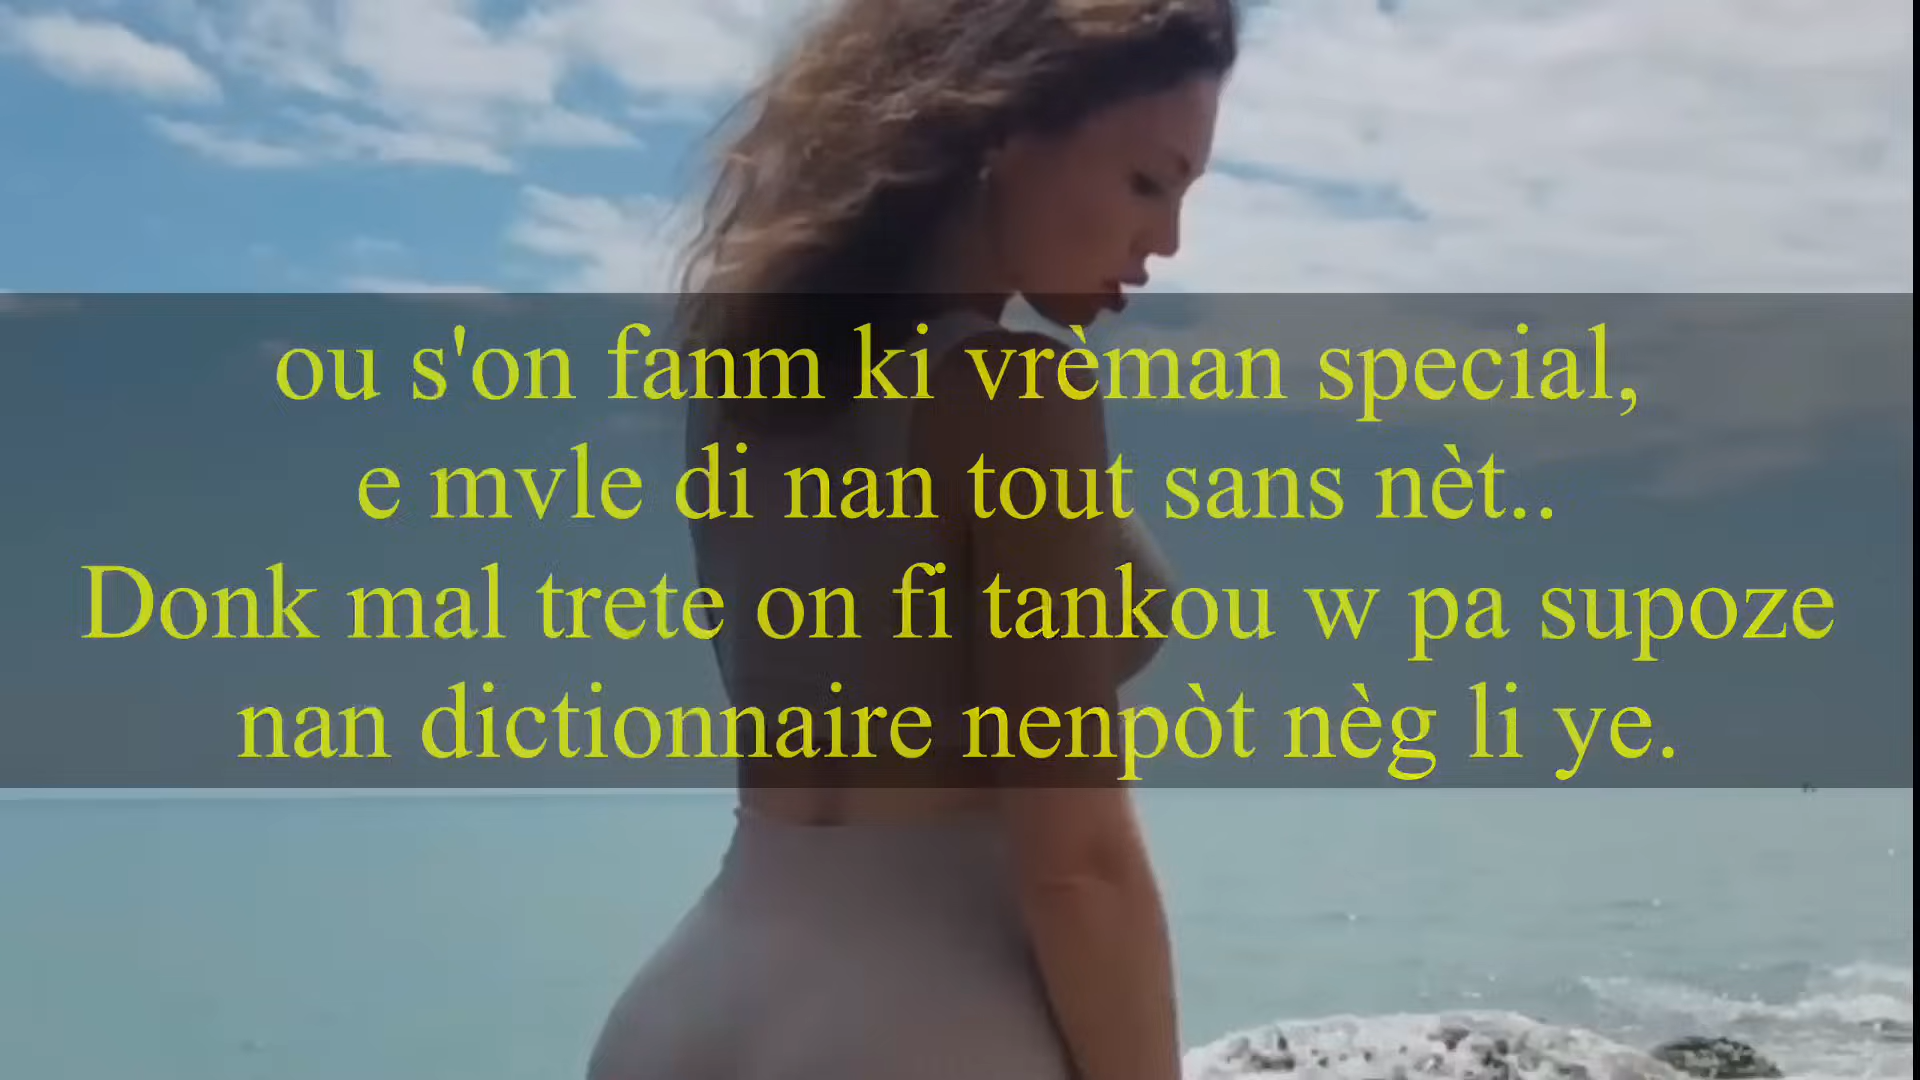 ou s'on fanm ki vrèman special,
e mvle di nan tout sans nèt..
Donk mal trete on fi tankou w pa supoze
nan dictionnaire nenpòt nèg li ye.